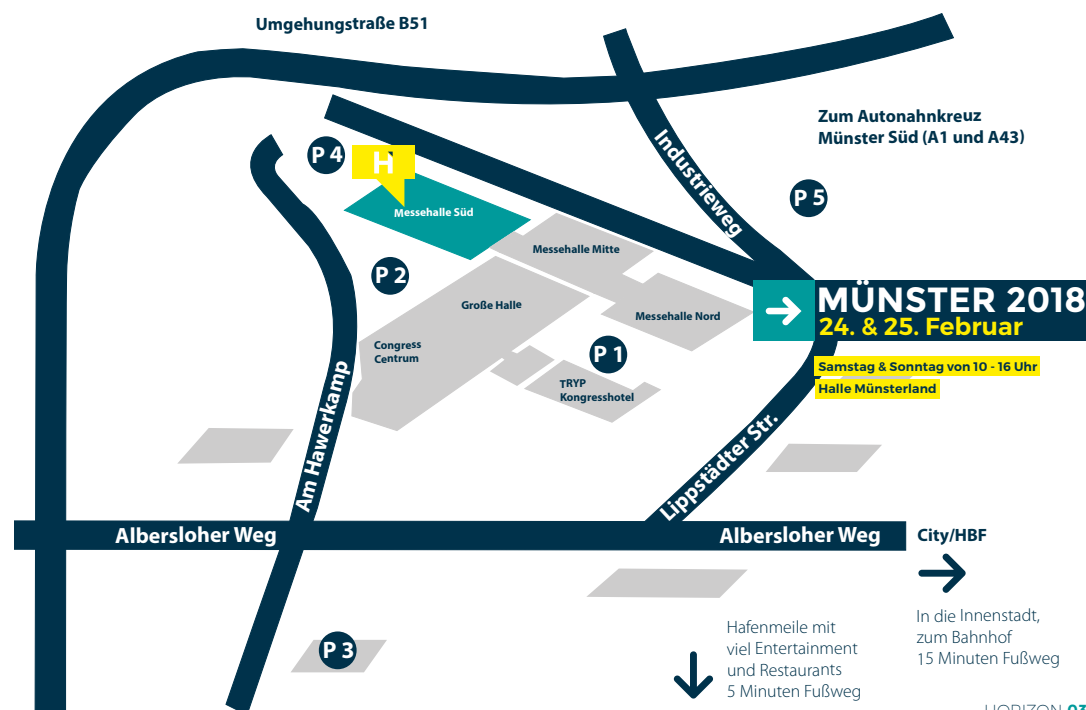 Umgehungstraße B51
Zum Autonahnkreuz
Münster Süd (A1 und A43)
Industrieweg
P 4
H
P 5
Messehalle Süd
Messehalle Mitte
P 2
Große Halle
Messehalle Nord
MÜNSTER 2018
24. & 25. Februar
Congress
Centrum
P 1
Samstag & Sonntag von 10 - 16 Uhr
Halle Münsterland
TRYP
Kongresshotel
Am Hawerkamp
Lippstädter Str.
Albersloher Weg
Albersloher Weg
City/HBF
In die Innenstadt,
zum Bahnhof
15 Minuten Fußweg
Hafenmeile mit
viel Entertainment
und Restaurants
5 Minuten Fußweg
P 3
HORIZON 03